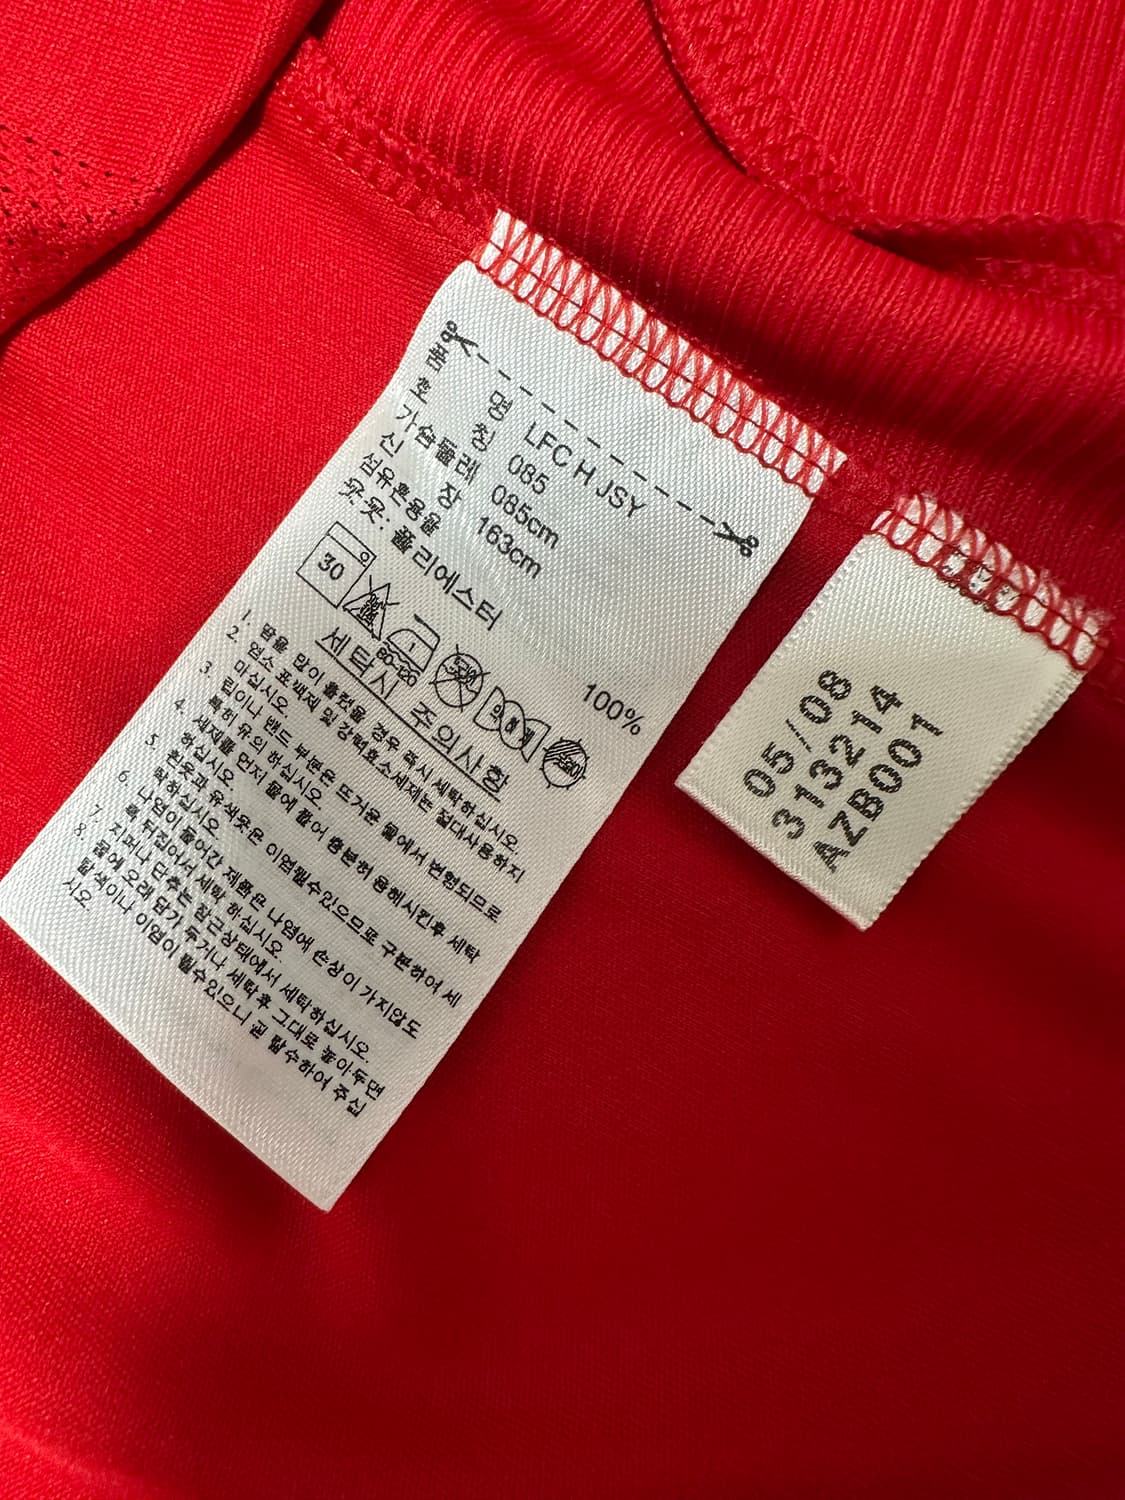 품 명 LFC H JSY
호 칭 085
가슴둘레 085cm
신 장 163cm
섬유혼용율
겉옷: 폴리에스터 100%
30
80-120
세탁시 주의사항
1. 땀을 많이 흘렸을 경우 즉시 세탁하십시오.
2. 염소 표백제 및 강력효소세제는 절대사용하지
마십시오.
3. 립이나 밴드 부분은 뜨거운 물에서 변형되므로
특히 유의 하십시오.
4. 세제를 먼저 물에 풀어 충분히 용해시킨후 세탁
하십시오.
5. 흰옷과 유색옷은 이염될수있으므로 구분하여 세
탁하십시오.
6. 나염이 들어간 제품은 나염에 손상이 가지않도
록 뒤집어서 세탁 하십시오.
7. 지퍼나 단추는 잠근상태에서 세탁하십시오.
8. 물에 오래 담가 두거나 세탁후 그대로 놓아두면
탈색이나 이염이 될수있으니 곧 탈수하여 주십
시오.
05/08
313214
AZB001